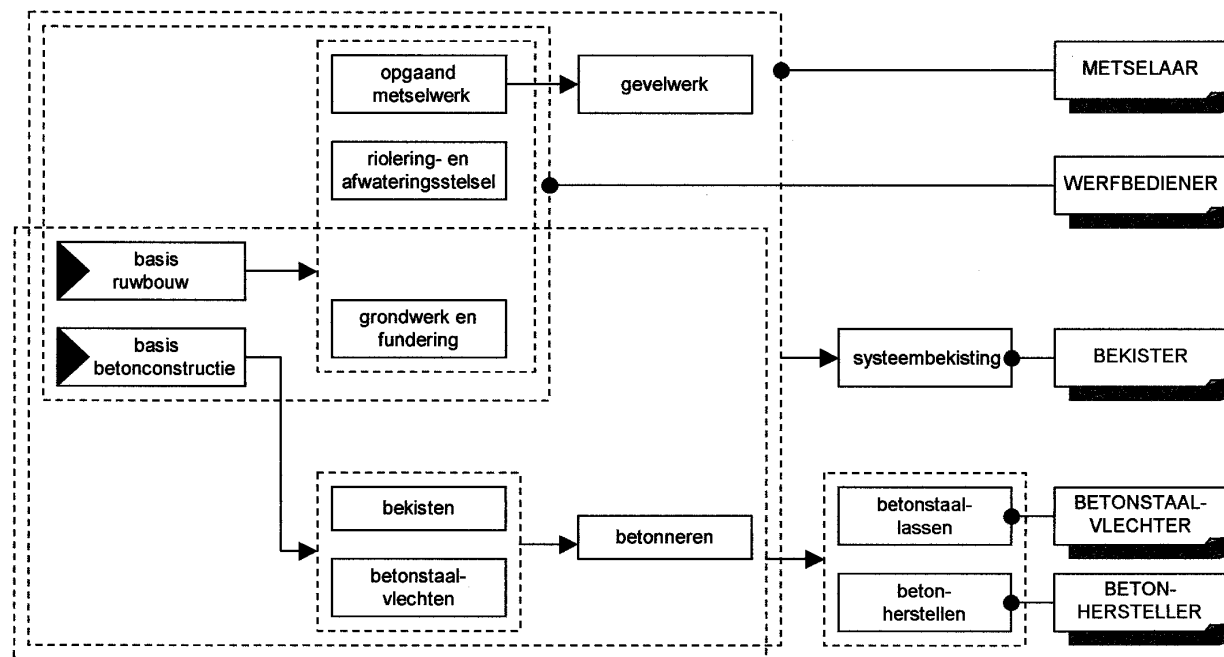 opgaand
metselwerk
gevelwerk
METSELAAR
riolering- en
afwateringsstelsel
WERFBEDIENER
basis
ruwbouw
grondwerk en
fundering
basis
betonconstructie
systeembekisting
BEKISTER
bekisten
betonstaal-
lassen
BETONSTAAL-
VLECHTER
betonneren
betonstaal-
vlechten
beton-
herstellen
BETON-
HERSTELLER